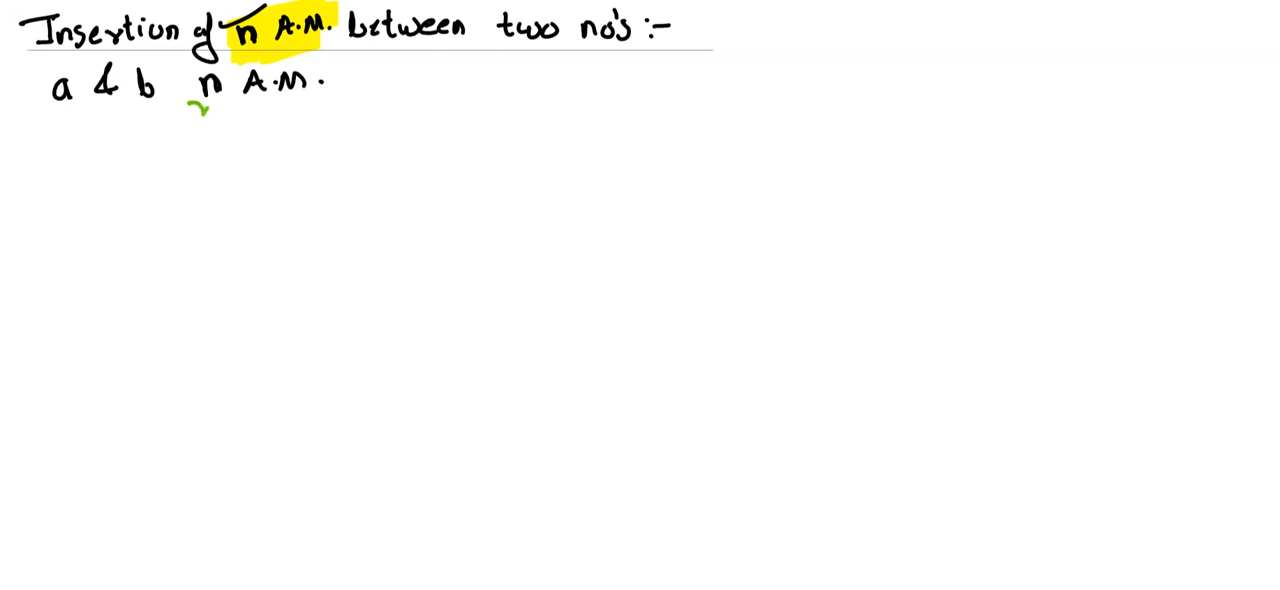 Insertion of n A.M. between two no's :-
a & b n A.M.